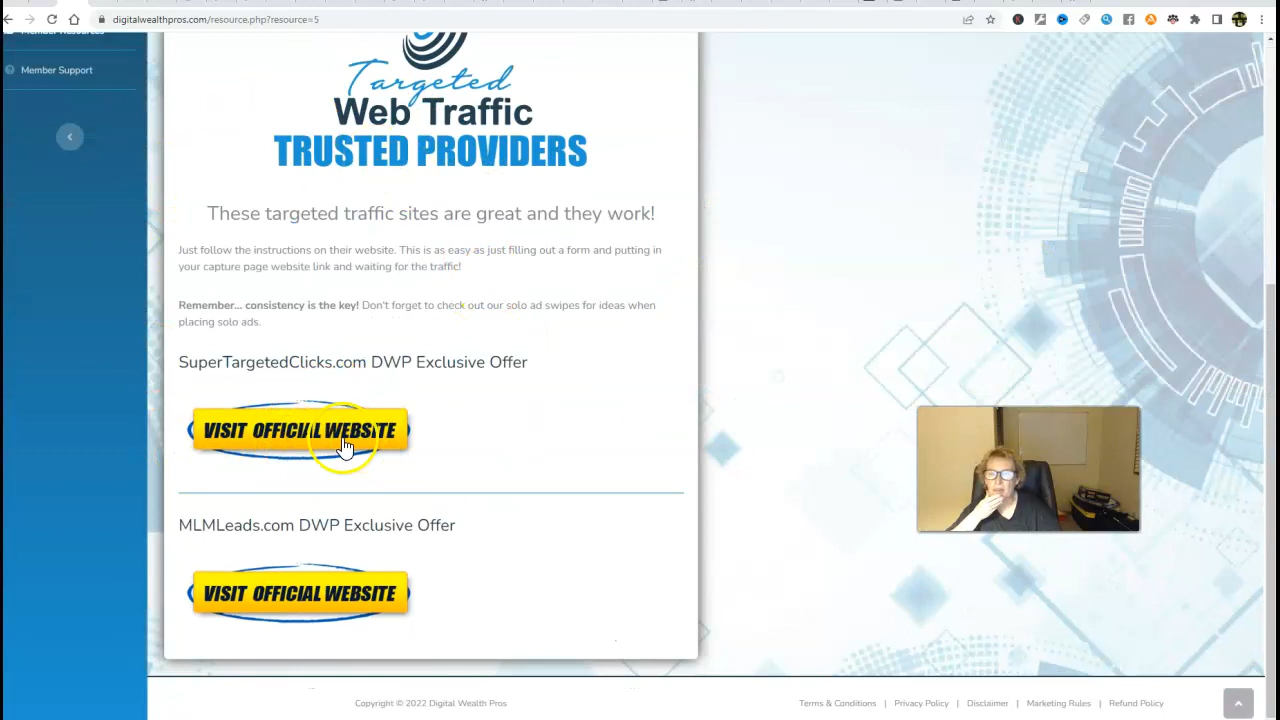 digitalwealthpros.com/resource.php?resource=5
Member Resources
Member Support
Targeted
Web Traffic
TRUSTED PROVIDERS
These targeted traffic sites are great and they work!
Just follow the instructions on their website. This is as easy as just filling out a form and putting in
your capture page website link and waiting for the traffic!
Remember... consistency is the key! Don't forget to check out our solo ad swipes for ideas when
placing solo ads.
SuperTargetedClicks.com DWP Exclusive Offer
VISIT OFFICIAL WEBSITE
MLMLeads.com DWP Exclusive Offer
VISIT OFFICIAL WEBSITE
Copyright © 2022 Digital Wealth Pros
Terms & Conditions | Privacy Policy | Disclaimer | Marketing Rules | Refund Policy